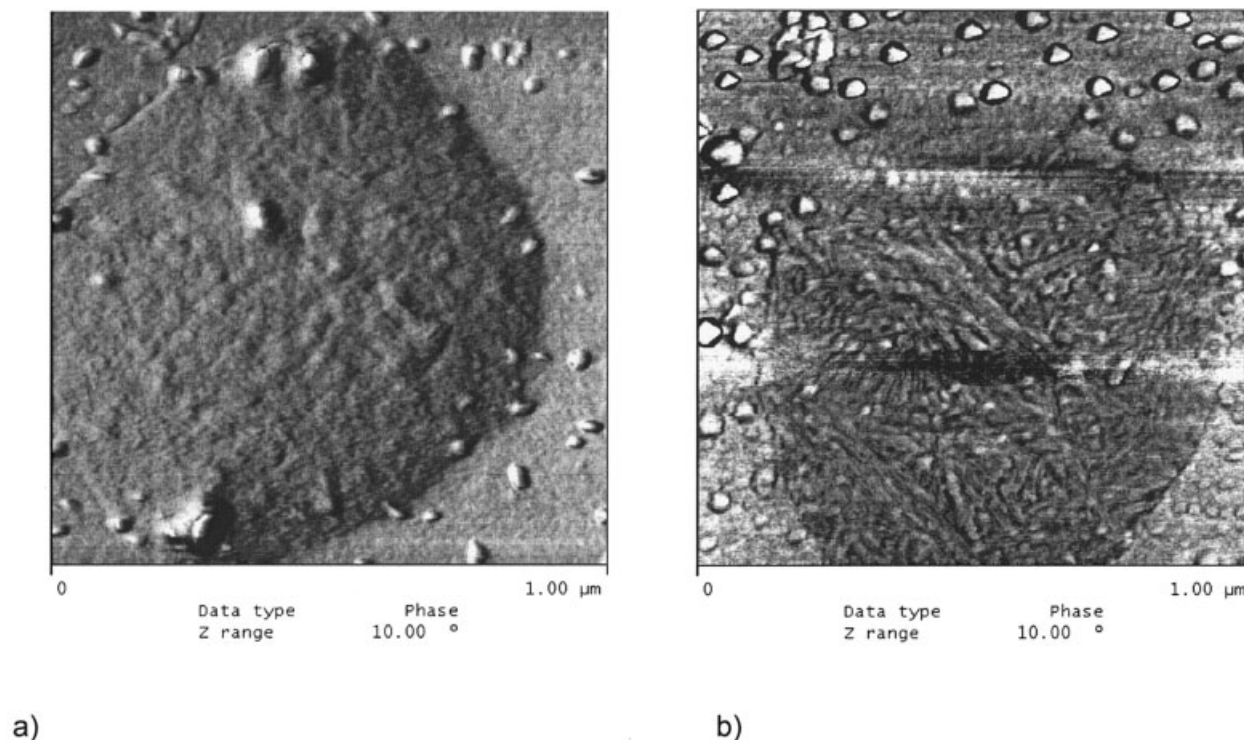 0 1.00 µm
Data type Phase
Z range 10.00 °
0 1.00 µm
Data type Phase
Z range 10.00 °
a)
b)